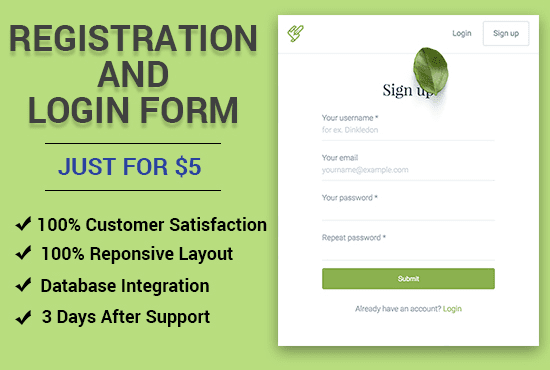 REGISTRATION
AND
LOGIN FORM
JUST FOR $5
100% Customer Satisfaction
100% Reponsive Layout
Database Integration
3 Days After Support
Login
Sign up
Sign up
Your username *
for ex. Dinkledon
Your email
yourname@example.com
Your password *
Repeat password *
Submit
Already have an account? Login